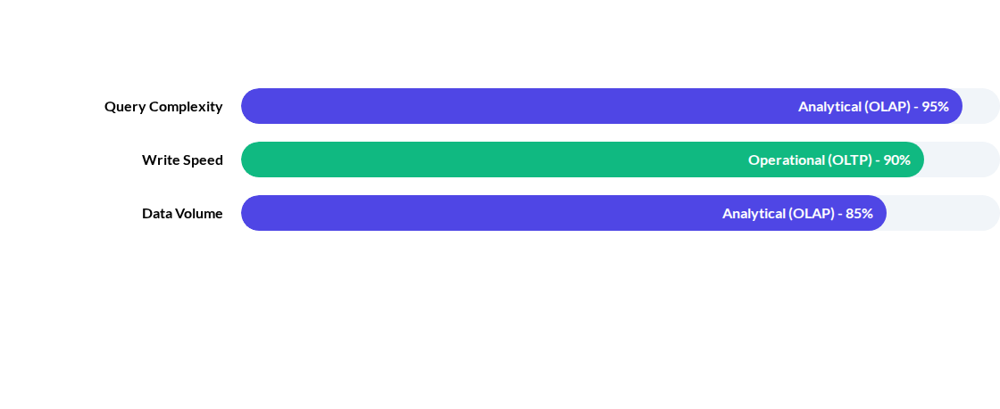 Query Complexity
Analytical (OLAP) - 95%
Write Speed
Operational (OLTP) - 90%
Data Volume
Analytical (OLAP) - 85%